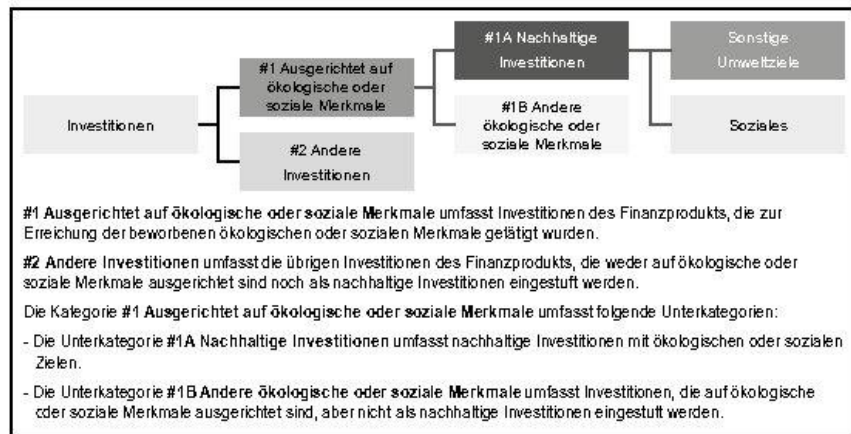 #1A Nachhaltige
Investitionen
Sonstige
Umweltziele
#1 Ausgerichtet auf
ökologische oder
soziale Merkmale
Investitionen
#1B Andere
ökologische oder
soziale Merkmale
Soziales
#2 Andere
Investitionen
#1 Ausgerichtet auf ökologische oder soziale Merkmale umfasst Investitionen des Finanzprodukts, die zur
Erreichung der beworbenen ökologischen oder sozialen Merkmale getätigt wurden.
#2 Andere Investitionen umfasst die übrigen Investitionen des Finanzprodukts, die weder auf ökologische oder
soziale Merkmale ausgerichtet sind noch als nachhaltige Investitionen eingestuft werden.
Die Kategorie #1 Ausgerichtet auf ökologische oder soziale Merkmale umfasst folgende Unterkategorien:
- Die Unterkategorie #1A Nachhaltige Investitionen umfasst nachhaltige Investitionen mit ökologischen oder sozialen
Zielen.
- Die Unterkategorie #1B Andere ökologische oder soziale Merkmale umfasst Investitionen, die auf ökologische
oder soziale Merkmale ausgerichtet sind, aber nicht als nachhaltige Investitionen eingestuft werden.